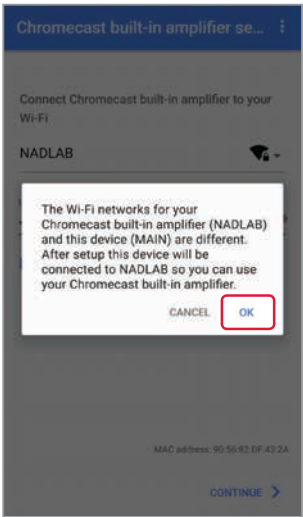 Chromecast built-in amplifier se...
Connect Chromecast built-in amplifier to your
Wi-Fi
NADLAB
The Wi-Fi networks for your
Chromecast built-in amplifier (NADLAB)
and this device (MAIN) are different.
After setup this device will be
connected to NADLAB so you can use
your Chromecast built-in amplifier.
CANCEL OK
MAC address: 90:56:82:DF:43:2A
CONTINUE